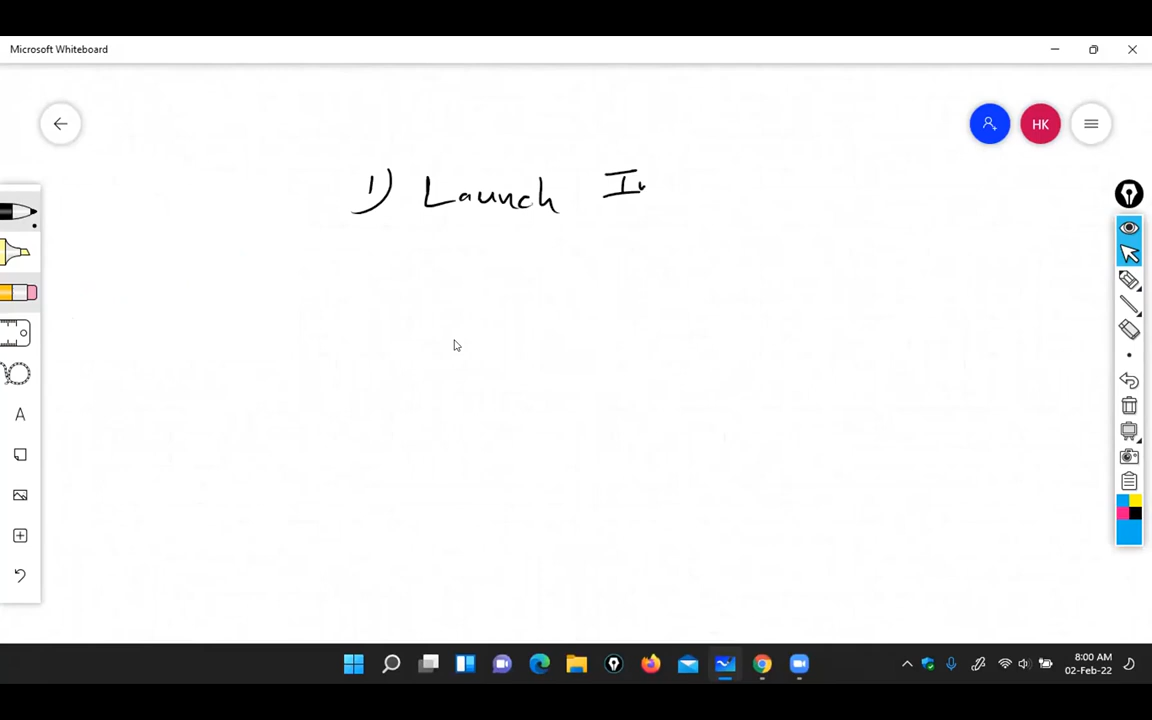 Microsoft Whiteboard
HK
1) Launch
A
8:00 AM
02-Feb-22